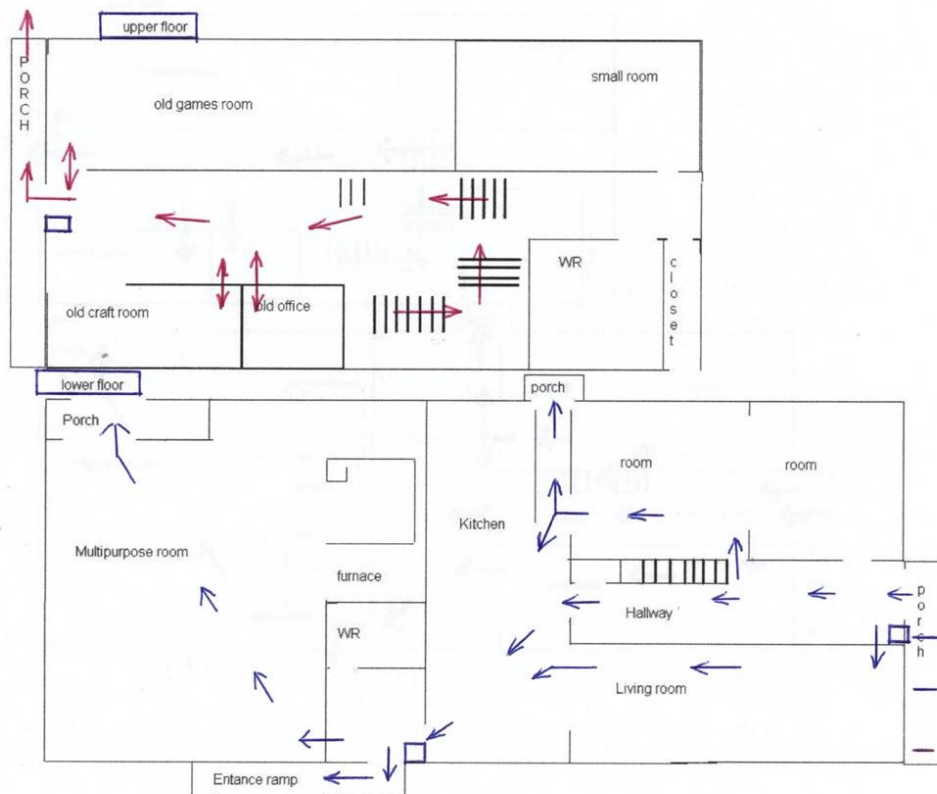 upper floor
PORCH
old games room
small room
WR
closet
old craft room
old office
lower floor
porch
Porch
room
room
Kitchen
Multipurpose room
furnace
porch
Hallway
WR
Living room
Entance ramp